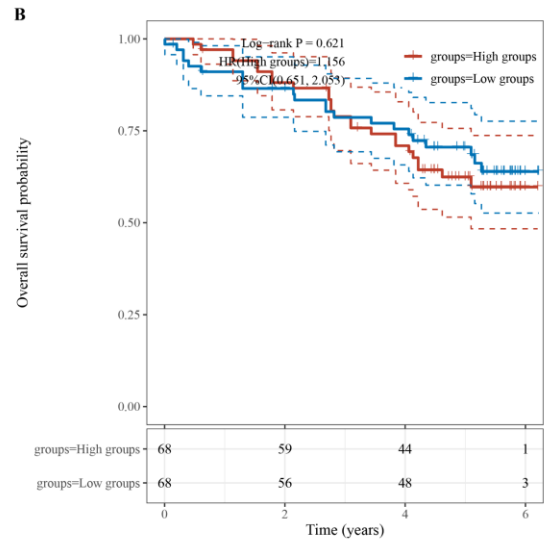 B
Log-rank P = 0.621
HR(High groups)=1.156
95%CI(0.651, 2.053)
groups=High groups
groups=Low groups
Overall survival probability
1.00
0.75
0.50
0.25
0.00
groups=High groups 68 59 44 1
groups=Low groups 68 56 48 3
0 2 4 6
Time (years)